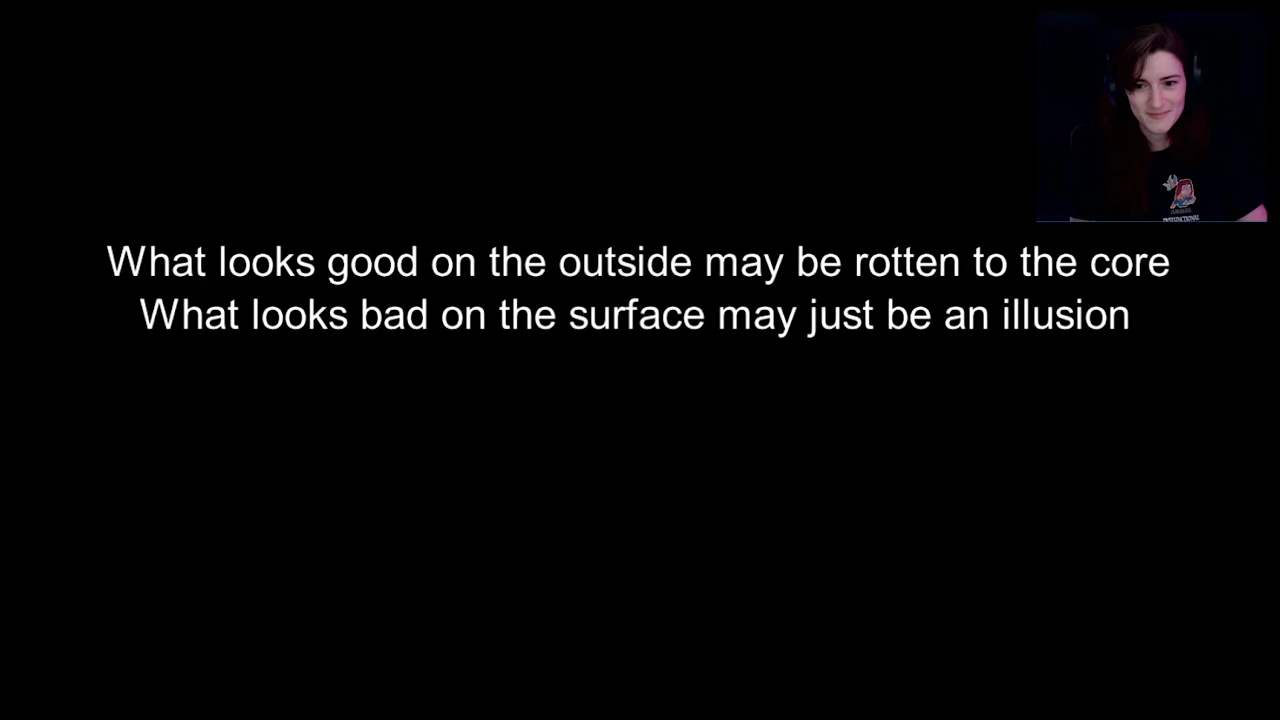 What looks good on the outside may be rotten to the core
What looks bad on the surface may just be an illusion
DYSFUNCTIONAL